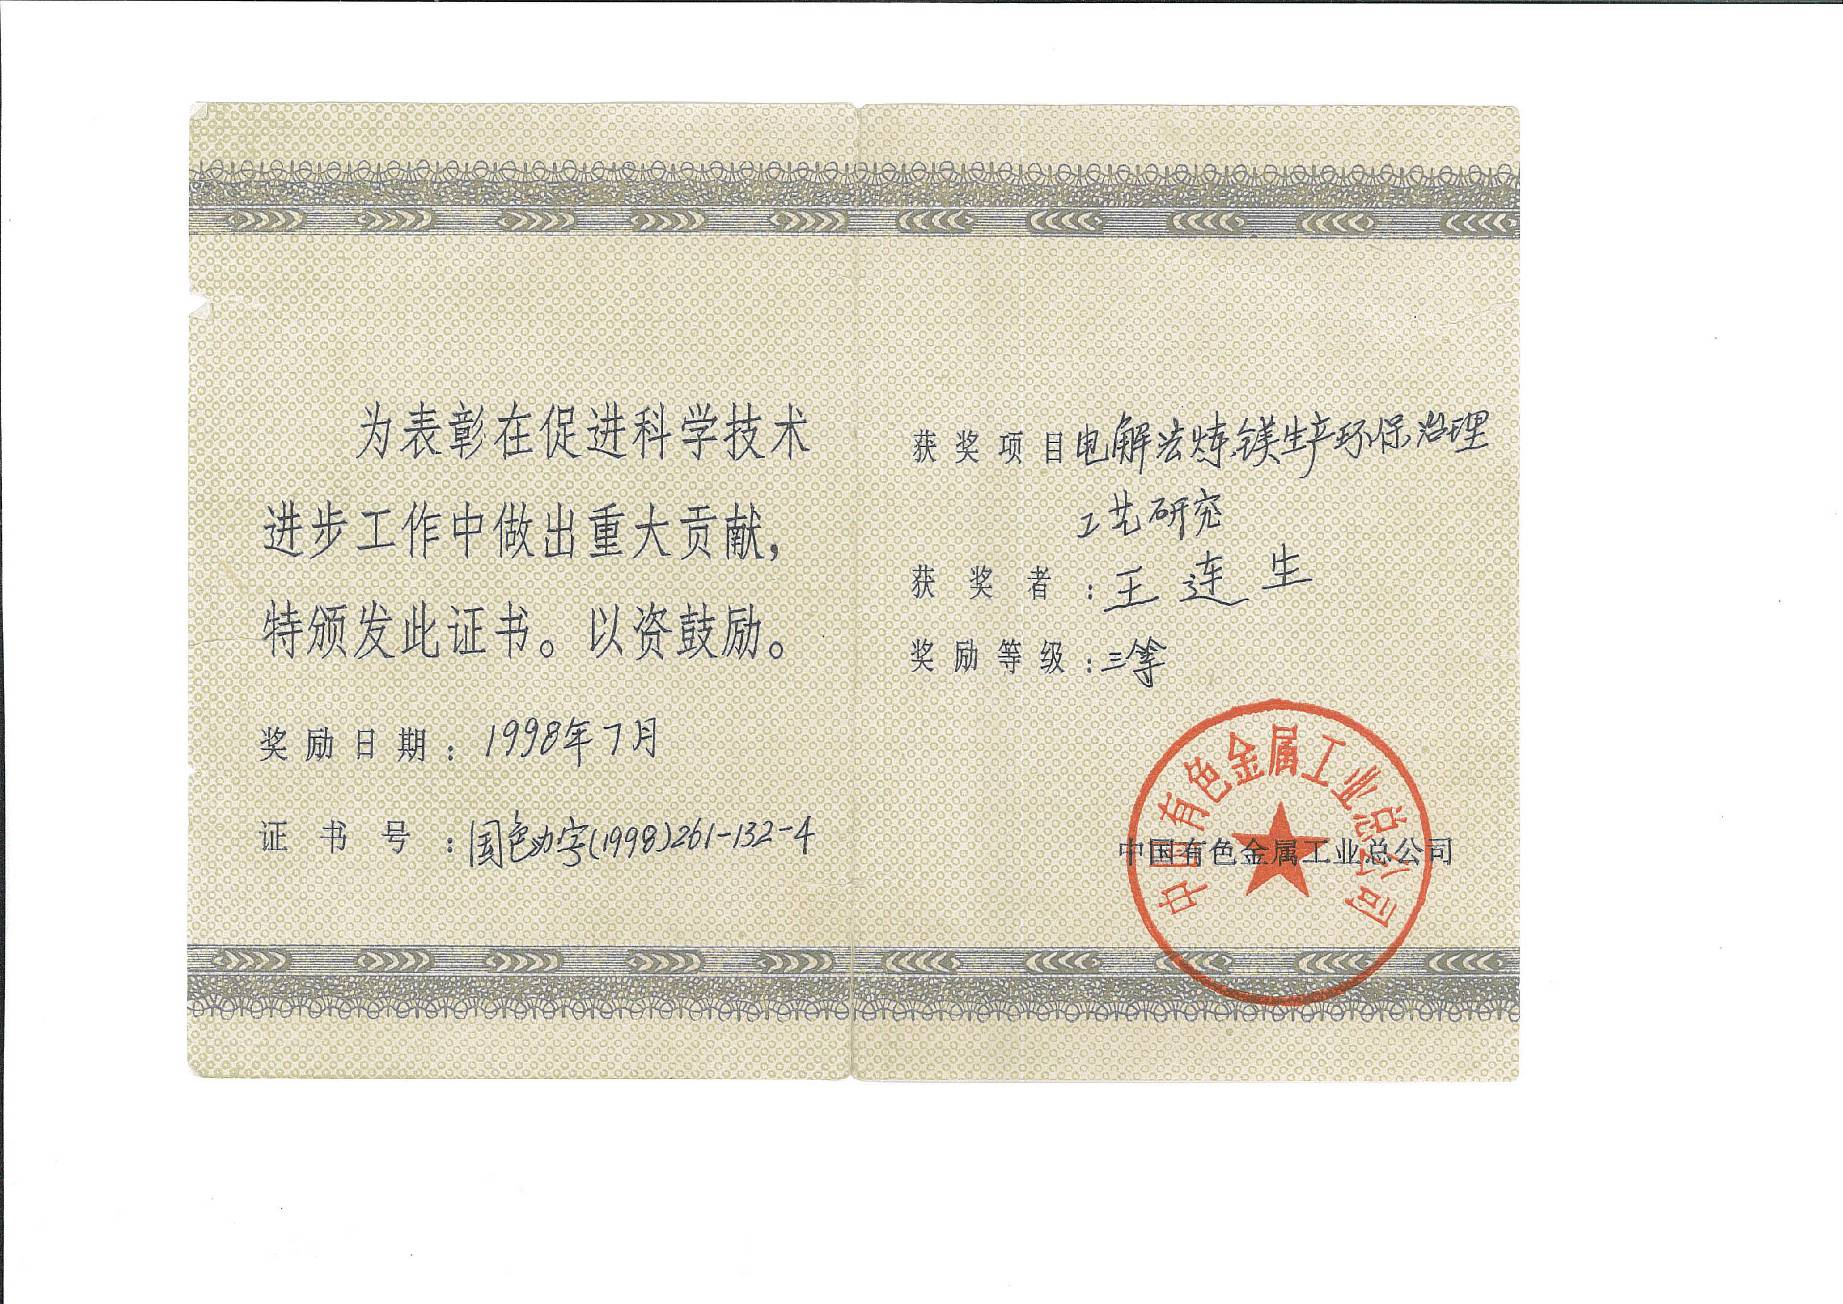 为表彰在促进科学技术
进步工作中做出重大贡献，
特颁发此证书。以资鼓励。
奖励日期：1998年7月
证书号：国色办字(1998)261-132-4
获奖项目电解法炼镁生产环保治理
工艺研究
获奖者：王连生
奖励等级：三等
中国有色金属工业总公司
中国有色金属工业总公司